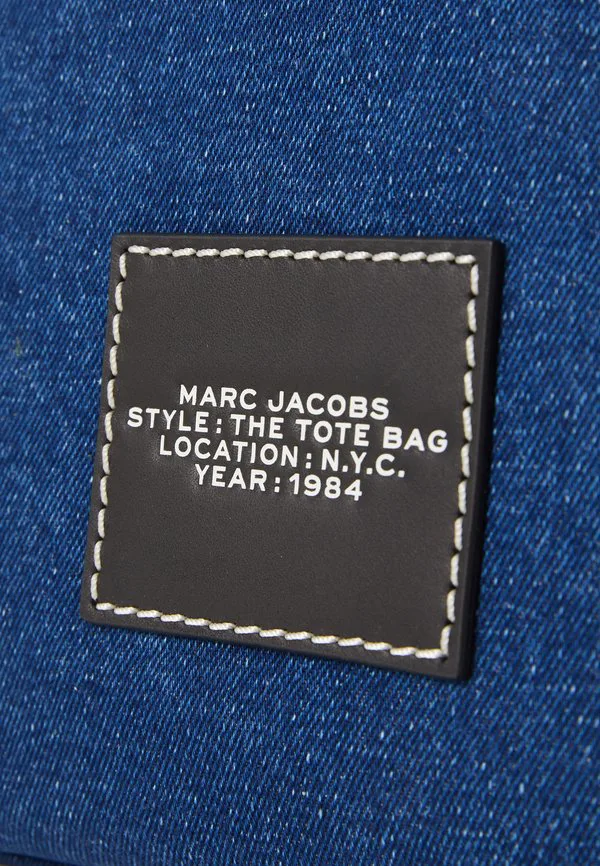 MARC JACOBS
STYLE: THE TOTE BAG
LOCATION: N.Y.C.
YEAR: 1984